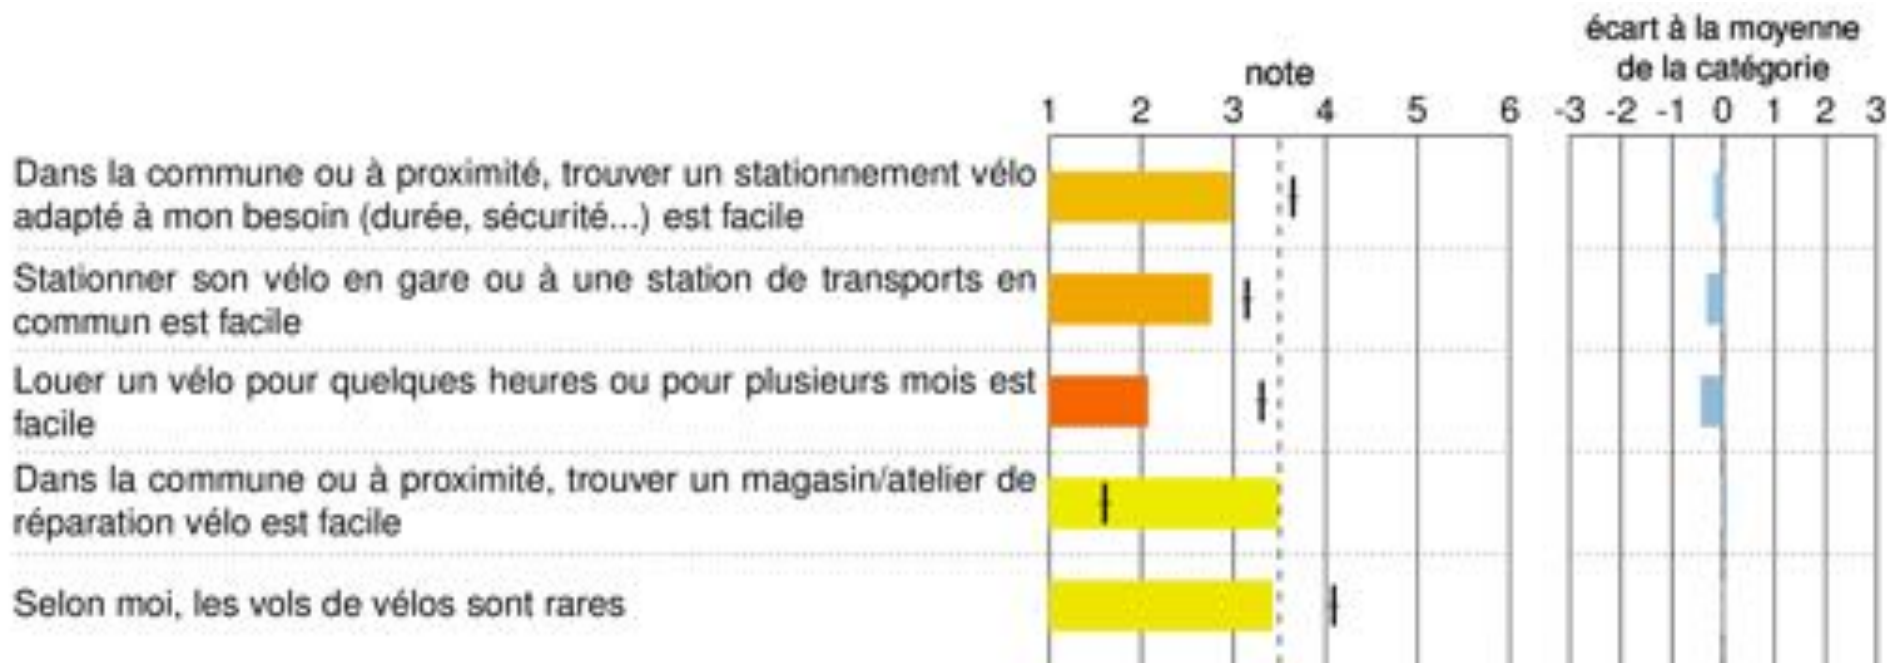 écart à la moyenne
de la catégorie
note
1 2 3 4 5 6 -3 -2 -1 0 1 2 3
Dans la commune ou à proximité, trouver un stationnement vélo
adapté à mon besoin (durée, sécurité...) est facile
Stationner son vélo en gare ou à une station de transports en
commun est facile
Louer un vélo pour quelques heures ou pour plusieurs mois est
facile
Dans la commune ou à proximité, trouver un magasin/atelier de
réparation vélo est facile
Selon moi, les vols de vélos sont rares